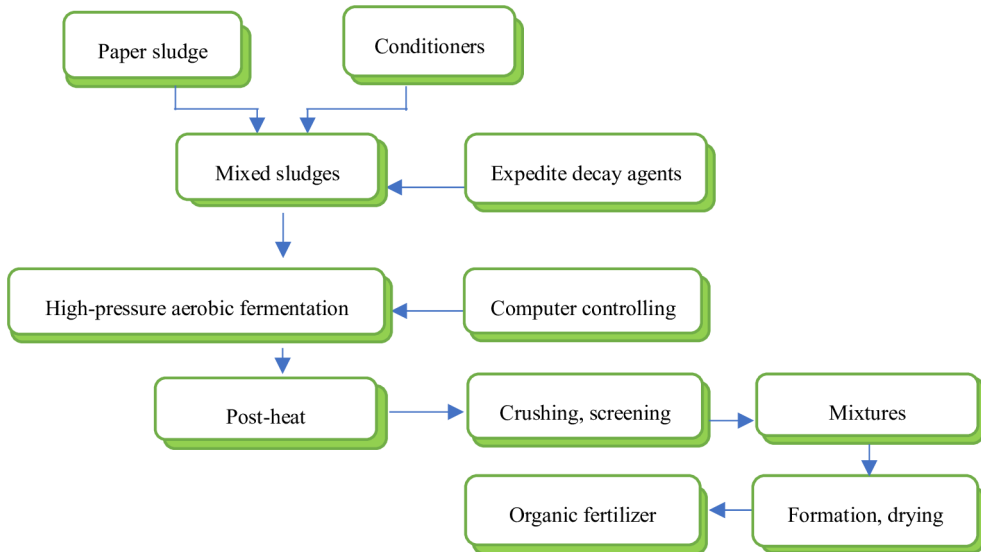 Paper sludge
Conditioners
Mixed sludges
Expedite decay agents
High-pressure aerobic fermentation
Computer controlling
Post-heat
Crushing, screening
Mixtures
Organic fertilizer
Formation, drying